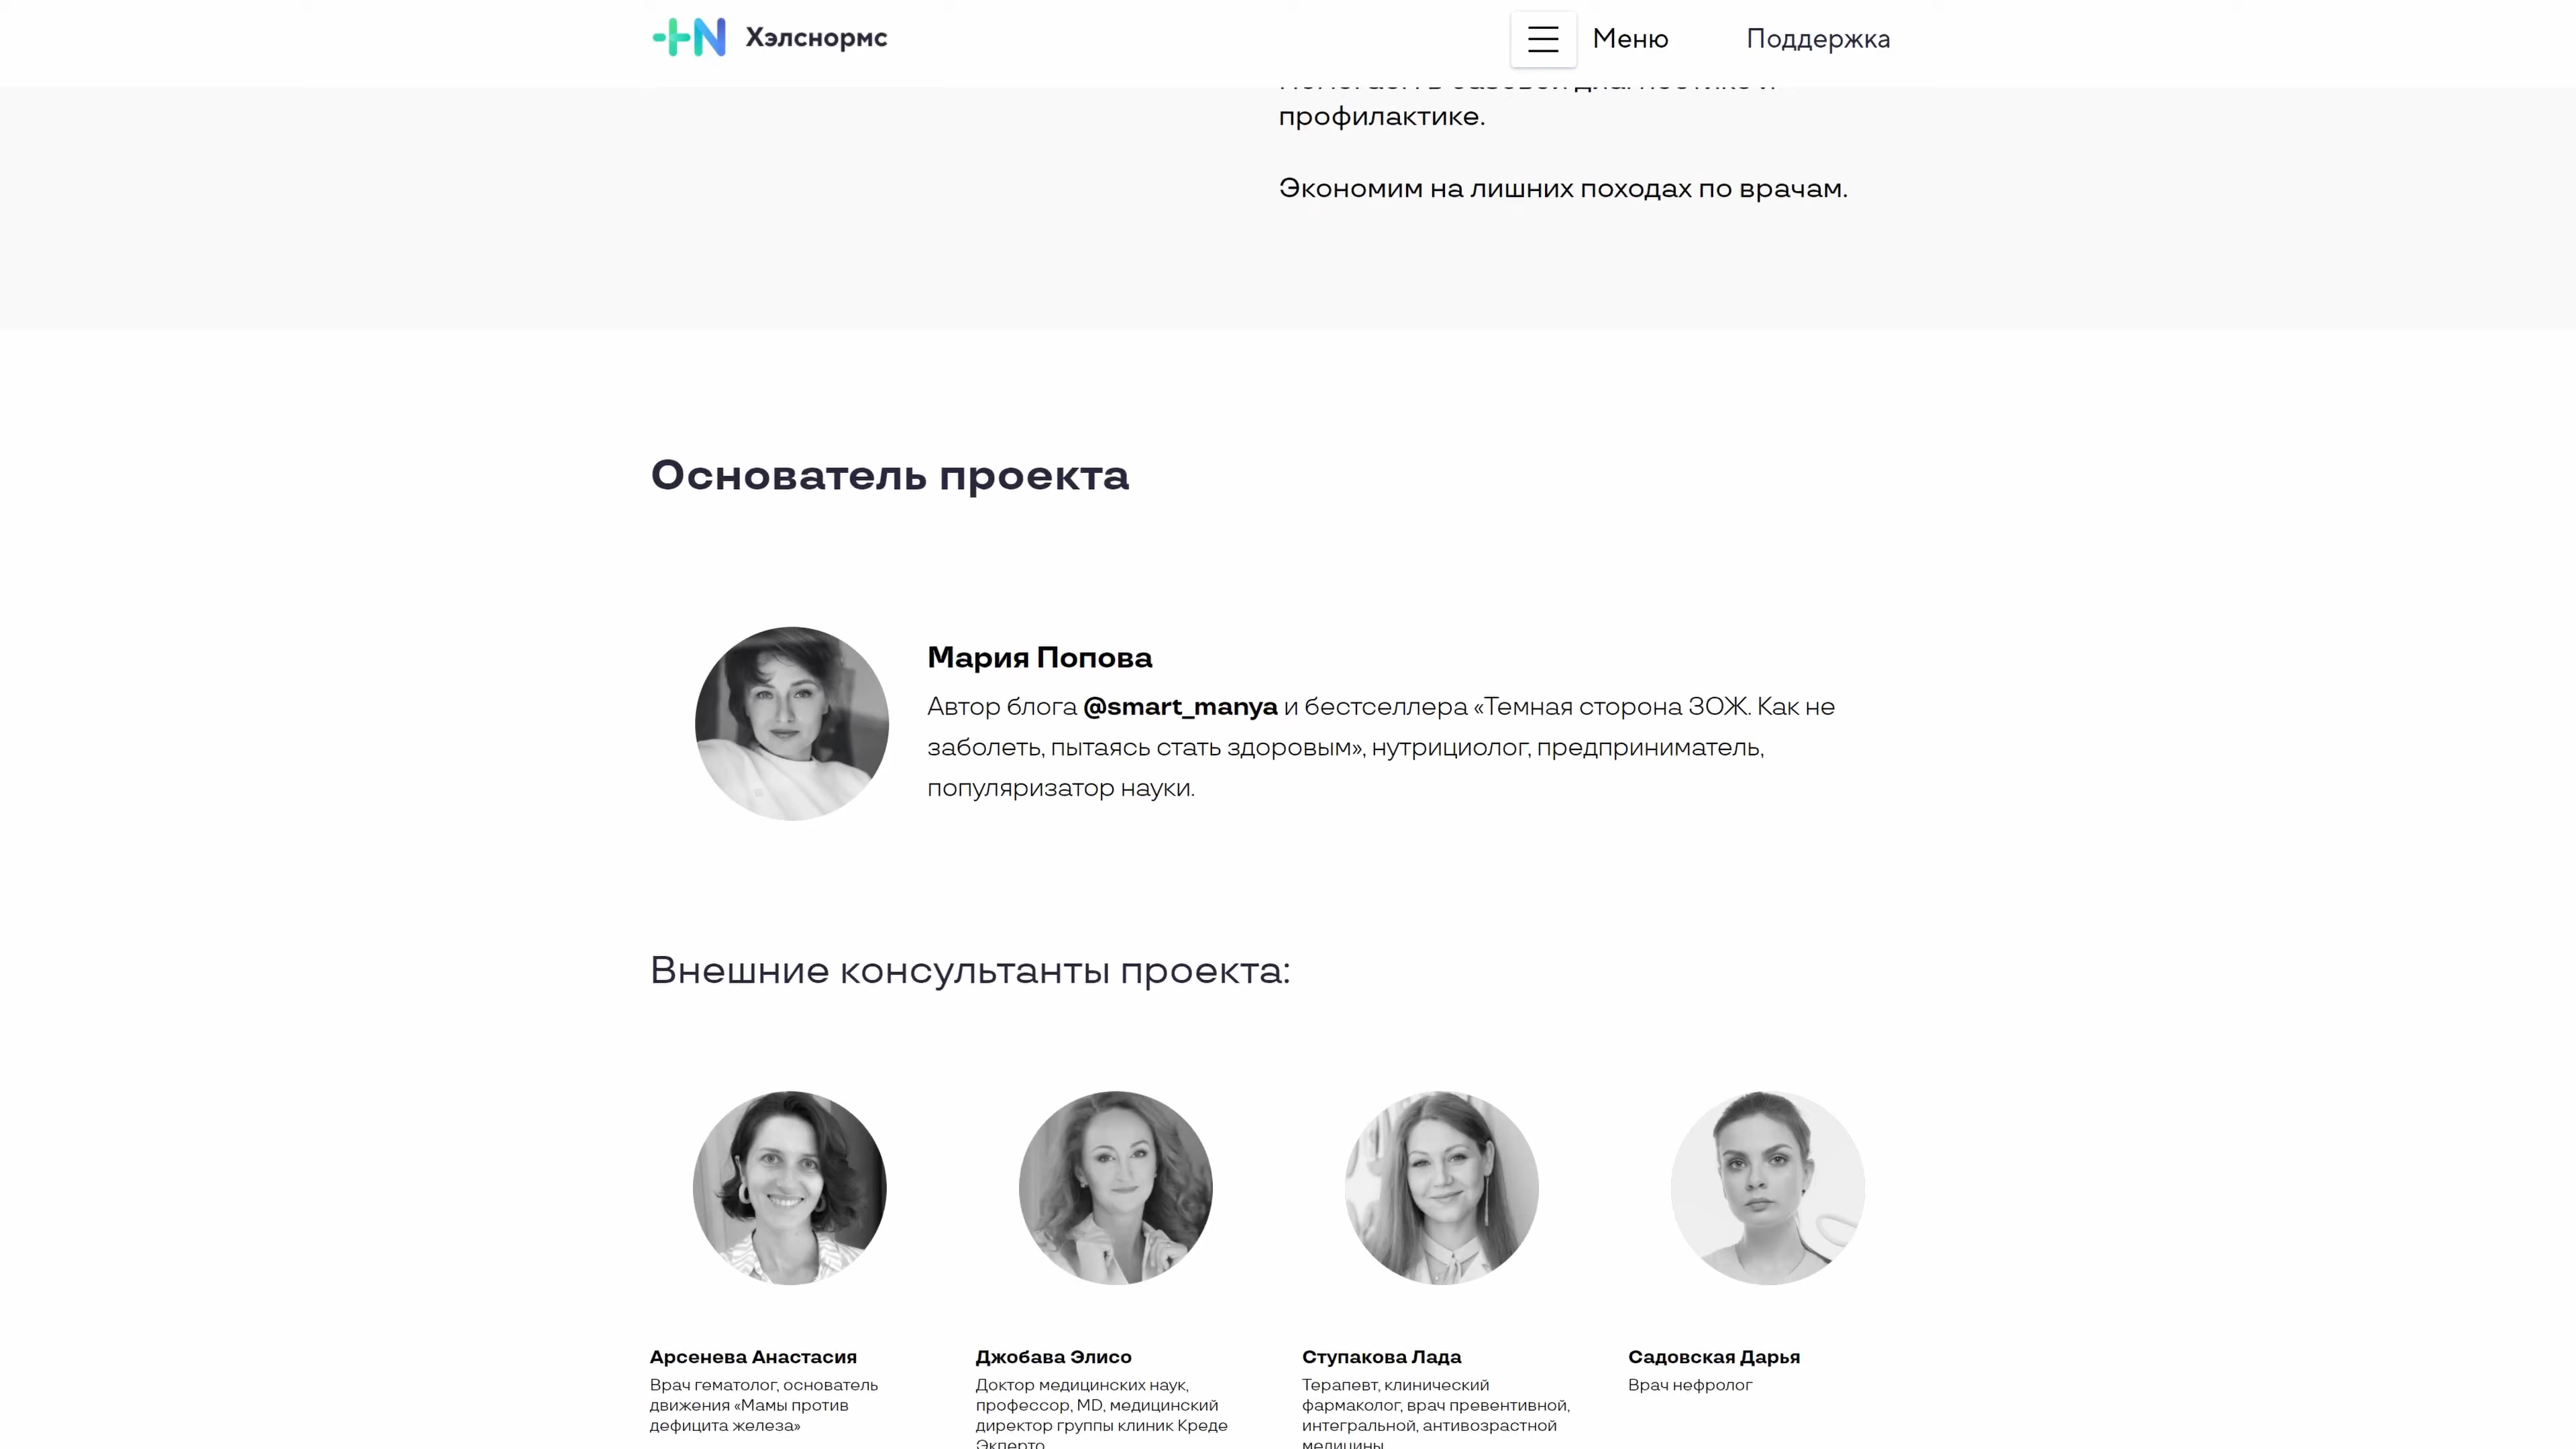 Хэлснормс
Меню
Поддержка
профилактике.
Экономим на лишних походах по врачам.
Основатель проекта
Мария Попова
Автор блога @smart_manya и бестселлера «Темная сторона ЗОЖ. Как не
заболеть, пытаясь стать здоровым», нутрициолог, предприниматель,
популяризатор науки.
Внешние консультанты проекта:
Арсенева Анастасия
Врач гематолог, основатель
движения «Мамы против
дефицита железа»
Джобава Элисо
Доктор медицинских наук,
профессор, MD, медицинский
директор группы клиник Креде
Экперто
Ступакова Лада
Терапевт, клинический
фармаколог, врач превентивной,
интегральной, антивозрастной
медицины
Садовская Дарья
Врач нефролог